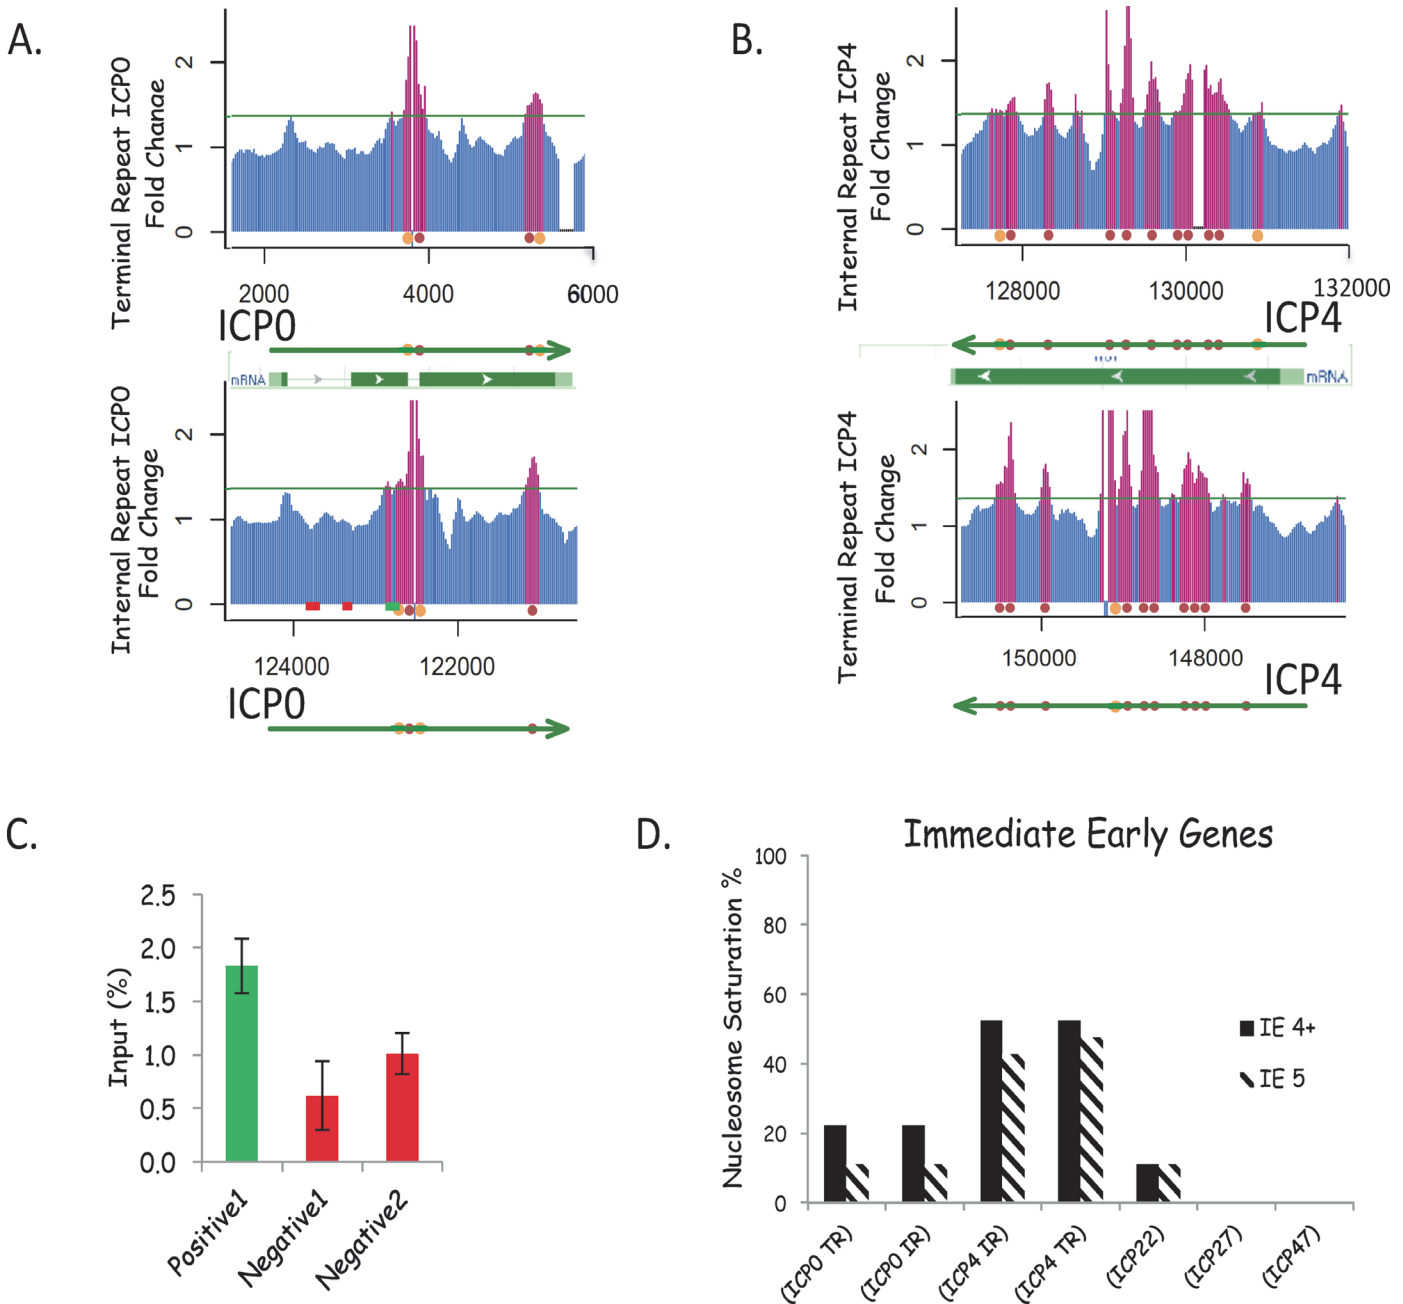 A.
Terminal Repeat ICP0
Fold Chanae
2
1
0
2000
4000
6000
ICP0
mRNA
Internal Repeat ICP0
Fold Change
2
1
0
124000
122000
ICP0
B.
Internal Repeat ICP4
Fold Change
2
1
0
128000
130000
132000
ICP4
mRNA
Terminal Repeat ICP4
Fold Change
2
1
0
150000
148000
ICP4
C.
Input (%)
2.5
2.0
1.5
1.0
0.5
0.0
Positive1
Negative1
Negative2
D.
Immediate Early Genes
Nucleosome Saturation %
100
80
60
40
20
0
IE 4+
IE 5
(ICP0 TR)
(ICP0 IR)
(ICP4 IR)
(ICP4 TR)
(ICP22)
(ICP27)
(ICP47)